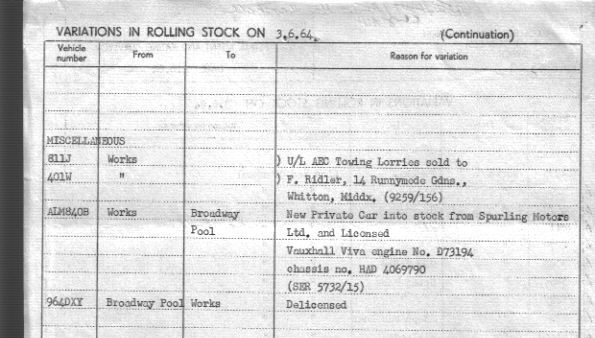 VARIATIONS IN ROLLING STOCK ON 3.6.64. (Continuation)
Vehicle number From To Reason for variation
MISCELLANEOUS
811J Works ) U/L AEC Towing Lorries sold to
401W " ) F. Ridler, 14 Runnymede Gdns.,
Whitton, Middx. (9259/156)
ALM840B Works Broadway New Private Car into stock from Spurling Motors
Pool Ltd. and Licensed
Vauxhall Viva engine No. D73194
chassis no. HAD 4069790
(SER 5732/15)
964DXY Broadway Pool Works Delicensed